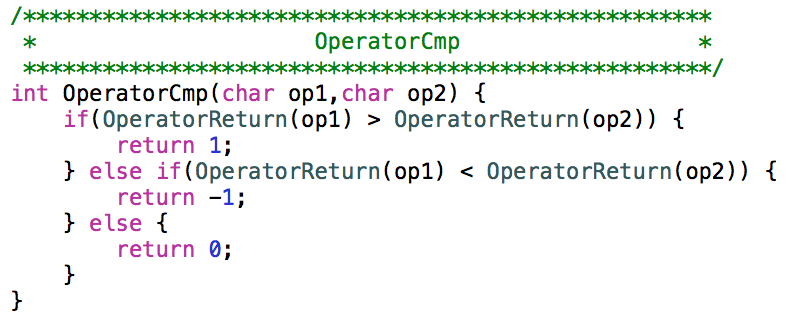 /****************************************************
 *                     OperatorCmp                  *
 ****************************************************/
int OperatorCmp(char op1,char op2) {
    if(OperatorReturn(op1) > OperatorReturn(op2)) {
        return 1;
    } else if(OperatorReturn(op1) < OperatorReturn(op2)) {
        return -1;
    } else {
        return 0;
    }
}